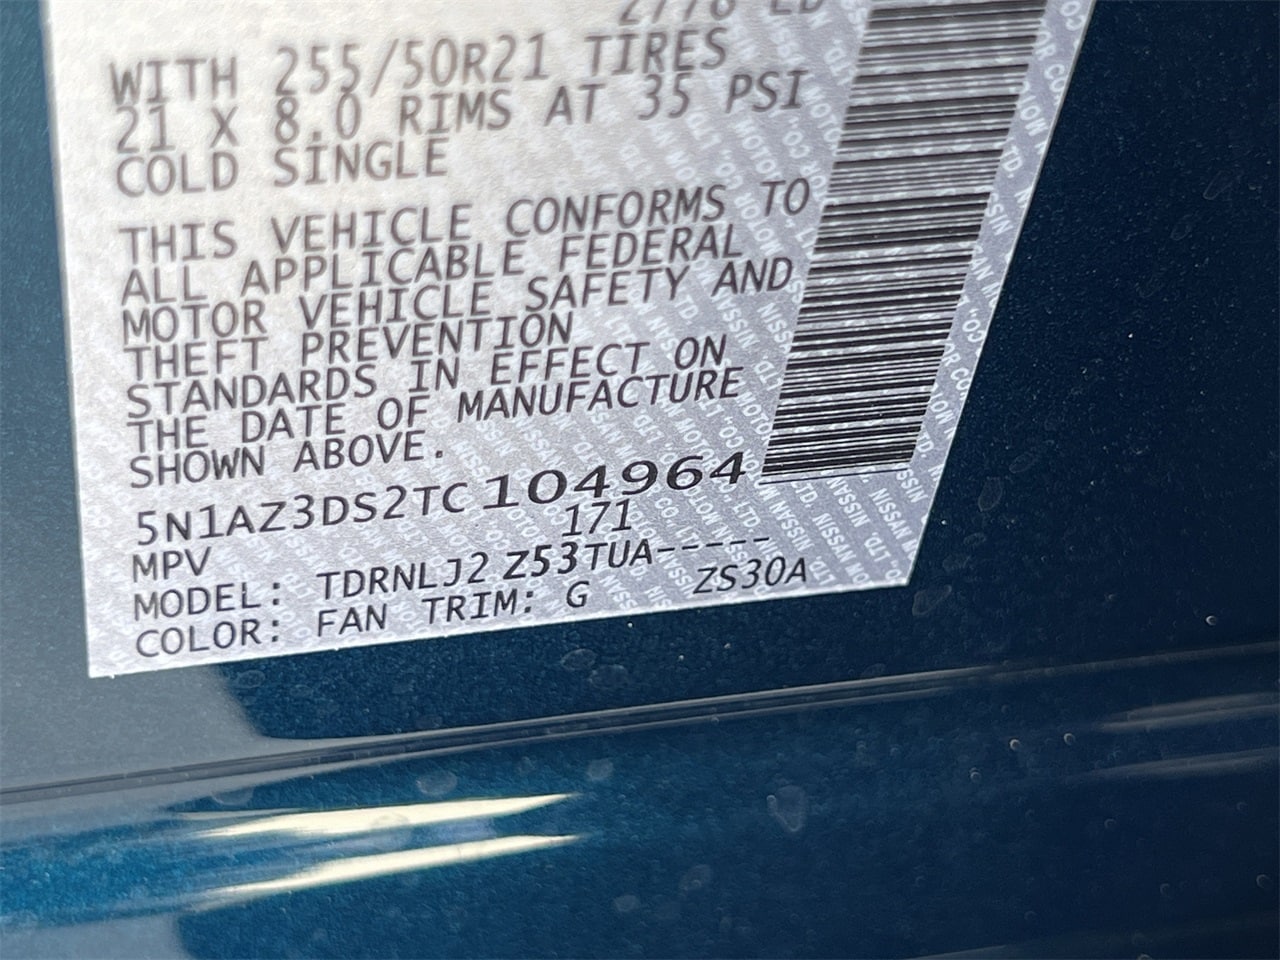 2778 LB
WITH 255/50R21 TIRES
21 X 8.0 RIMS AT 35 PSI
COLD SINGLE
THIS VEHICLE CONFORMS TO
ALL APPLICABLE FEDERAL
MOTOR VEHICLE SAFETY AND
THEFT PREVENTION
STANDARDS IN EFFECT ON
THE DATE OF MANUFACTURE
SHOWN ABOVE.
5N1AZ3DS2TC104964
MPV 171
MODEL: TDRNLJ2 Z53TUA-----
COLOR: FAN TRIM: G ZS30A